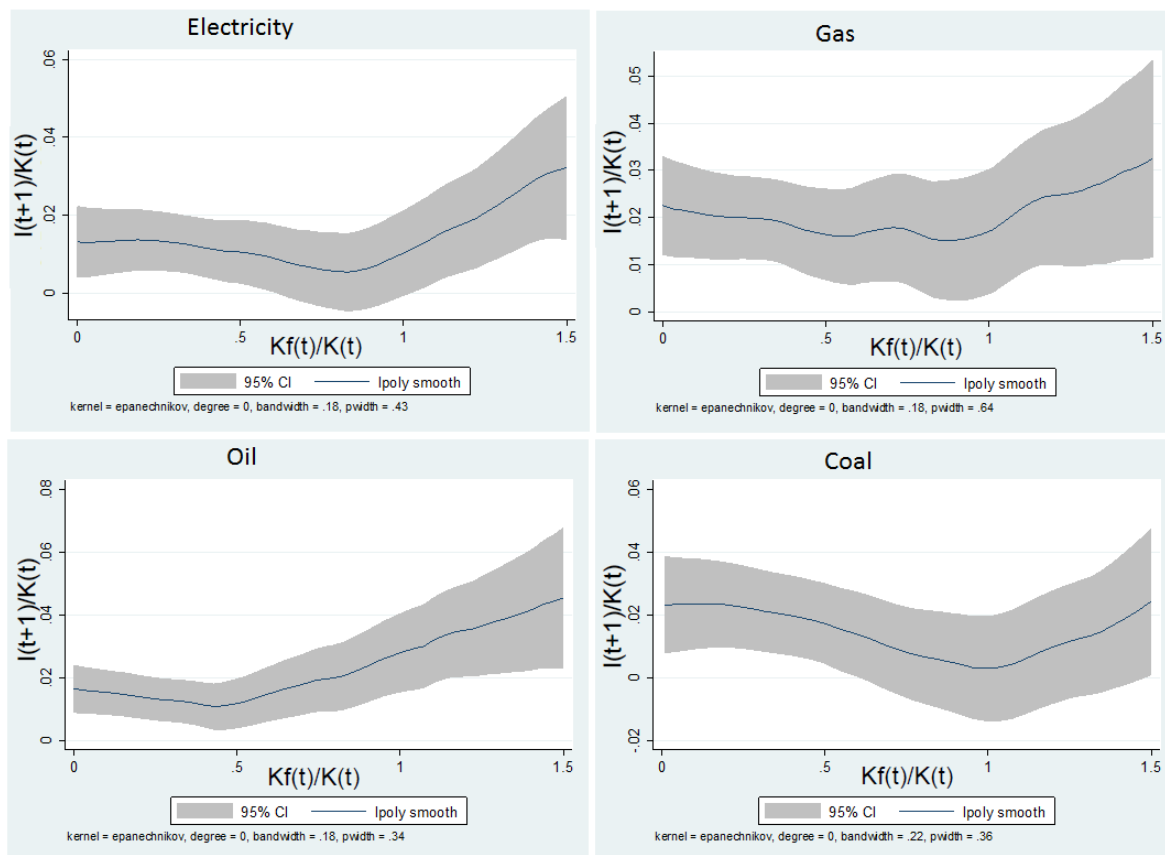 Electricity
I(t+1)/K(t)
.06
.04
.02
0
0 .5 1 1.5
Kf(t)/K(t)
95% CI lpoly smooth
kernel = epanechnikov, degree = 0, bandwidth = .18, pwidth = .43
Gas
I(t+1)/K(t)
.05
.04
.03
.02
.01
0
0 .5 1 1.5
Kf(t)/K(t)
95% CI lpoly smooth
kernel = epanechnikov, degree = 0, bandwidth = .18, pwidth = .64
Oil
I(t+1)/K(t)
.08
.06
.04
.02
0
0 .5 1 1.5
Kf(t)/K(t)
95% CI lpoly smooth
kernel = epanechnikov, degree = 0, bandwidth = .18, pwidth = .34
Coal
I(t+1)/K(t)
.06
.04
.02
0
-.02
0 .5 1 1.5
Kf(t)/K(t)
95% CI lpoly smooth
kernel = epanechnikov, degree = 0, bandwidth = .22, pwidth = .36